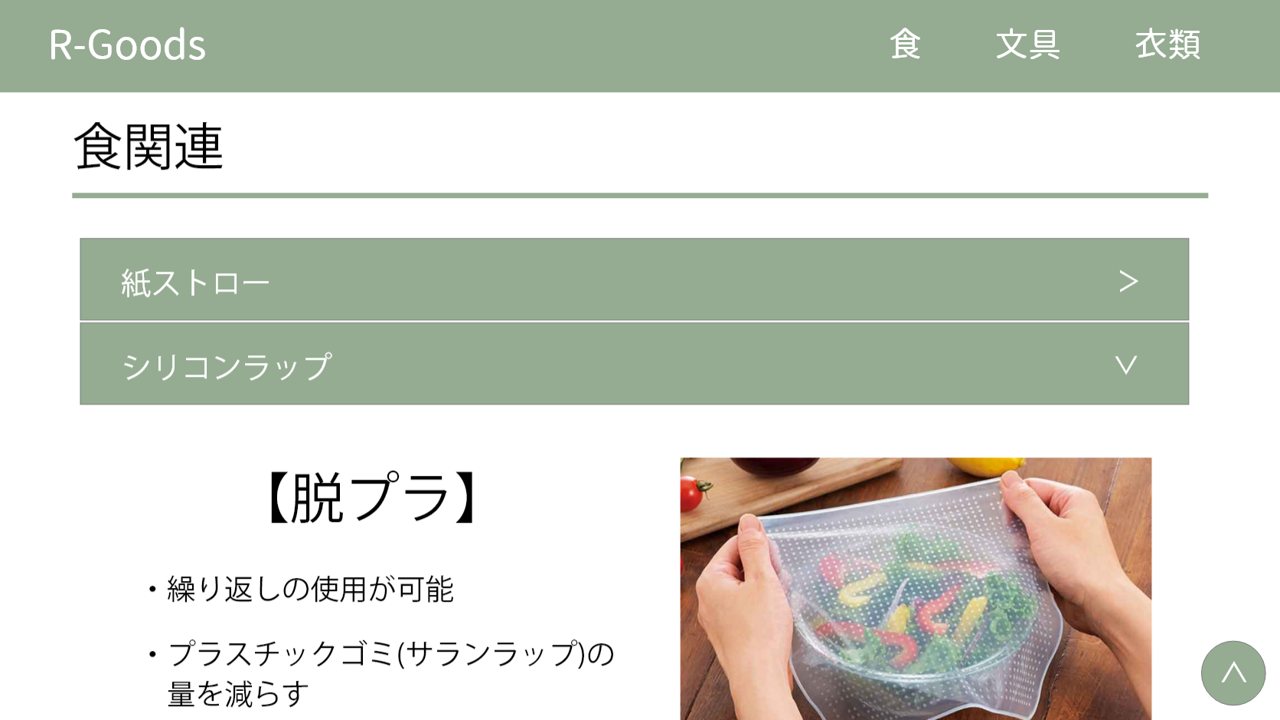 R-Goods 食 文具 衣類
食関連
紙ストロー >
シリコンラップ ∨
【脱プラ】
・繰り返しの使用が可能
・プラスチックゴミ(サランラップ)の
量を減らす